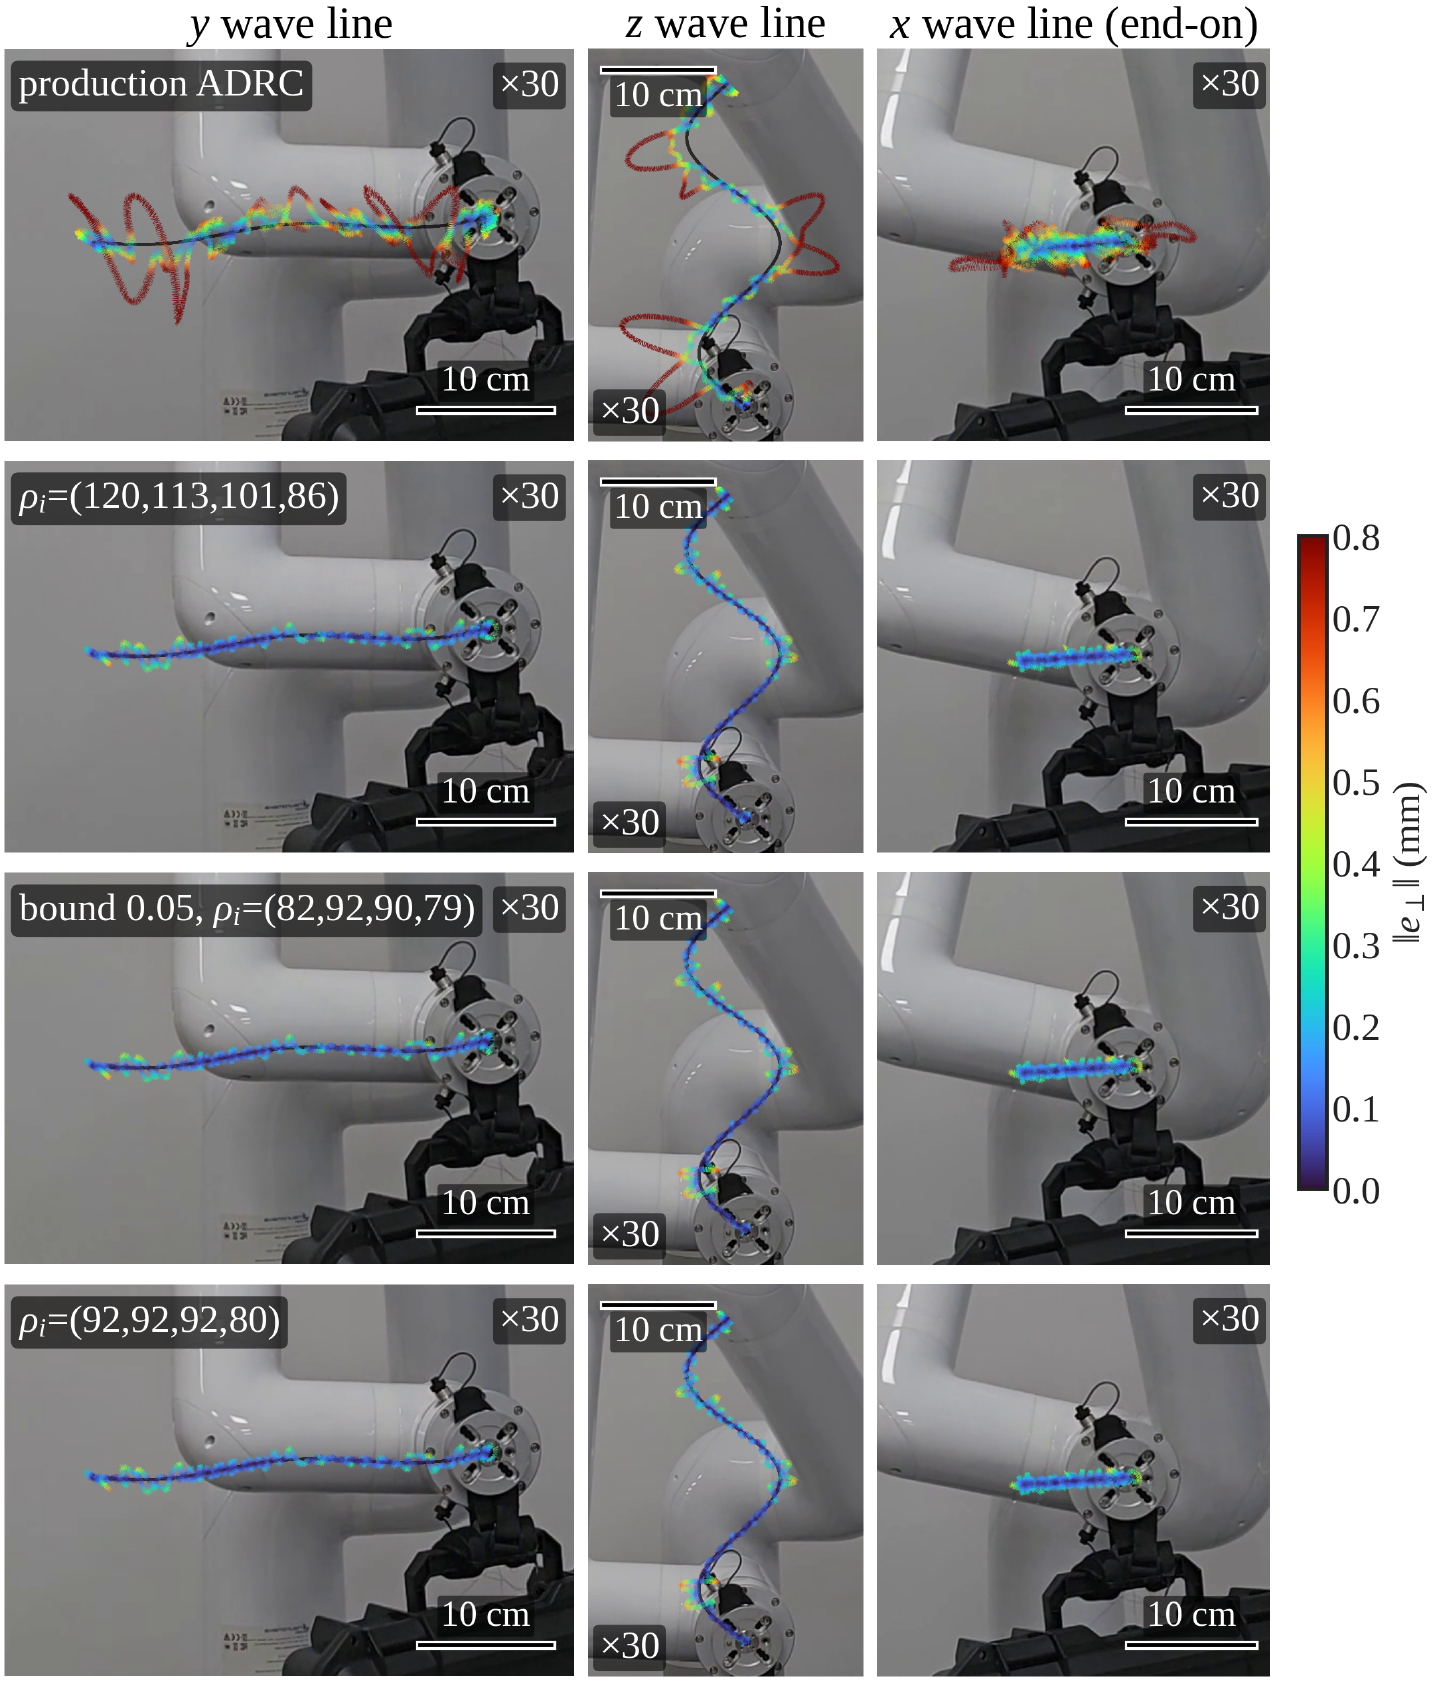 y wave line
z wave line
x wave line (end-on)
production ADRC
×30
10 cm
10 cm
×30
×30
10 cm
ρᵢ=(120,113,101,86)
×30
10 cm
10 cm
×30
×30
10 cm
bound 0.05, ρᵢ=(82,92,90,79)
×30
10 cm
10 cm
×30
×30
10 cm
ρᵢ=(92,92,92,80)
×30
10 cm
10 cm
×30
×30
10 cm
0.8
0.7
0.6
0.5
0.4
0.3
0.2
0.1
0.0
‖e⊥‖ (mm)